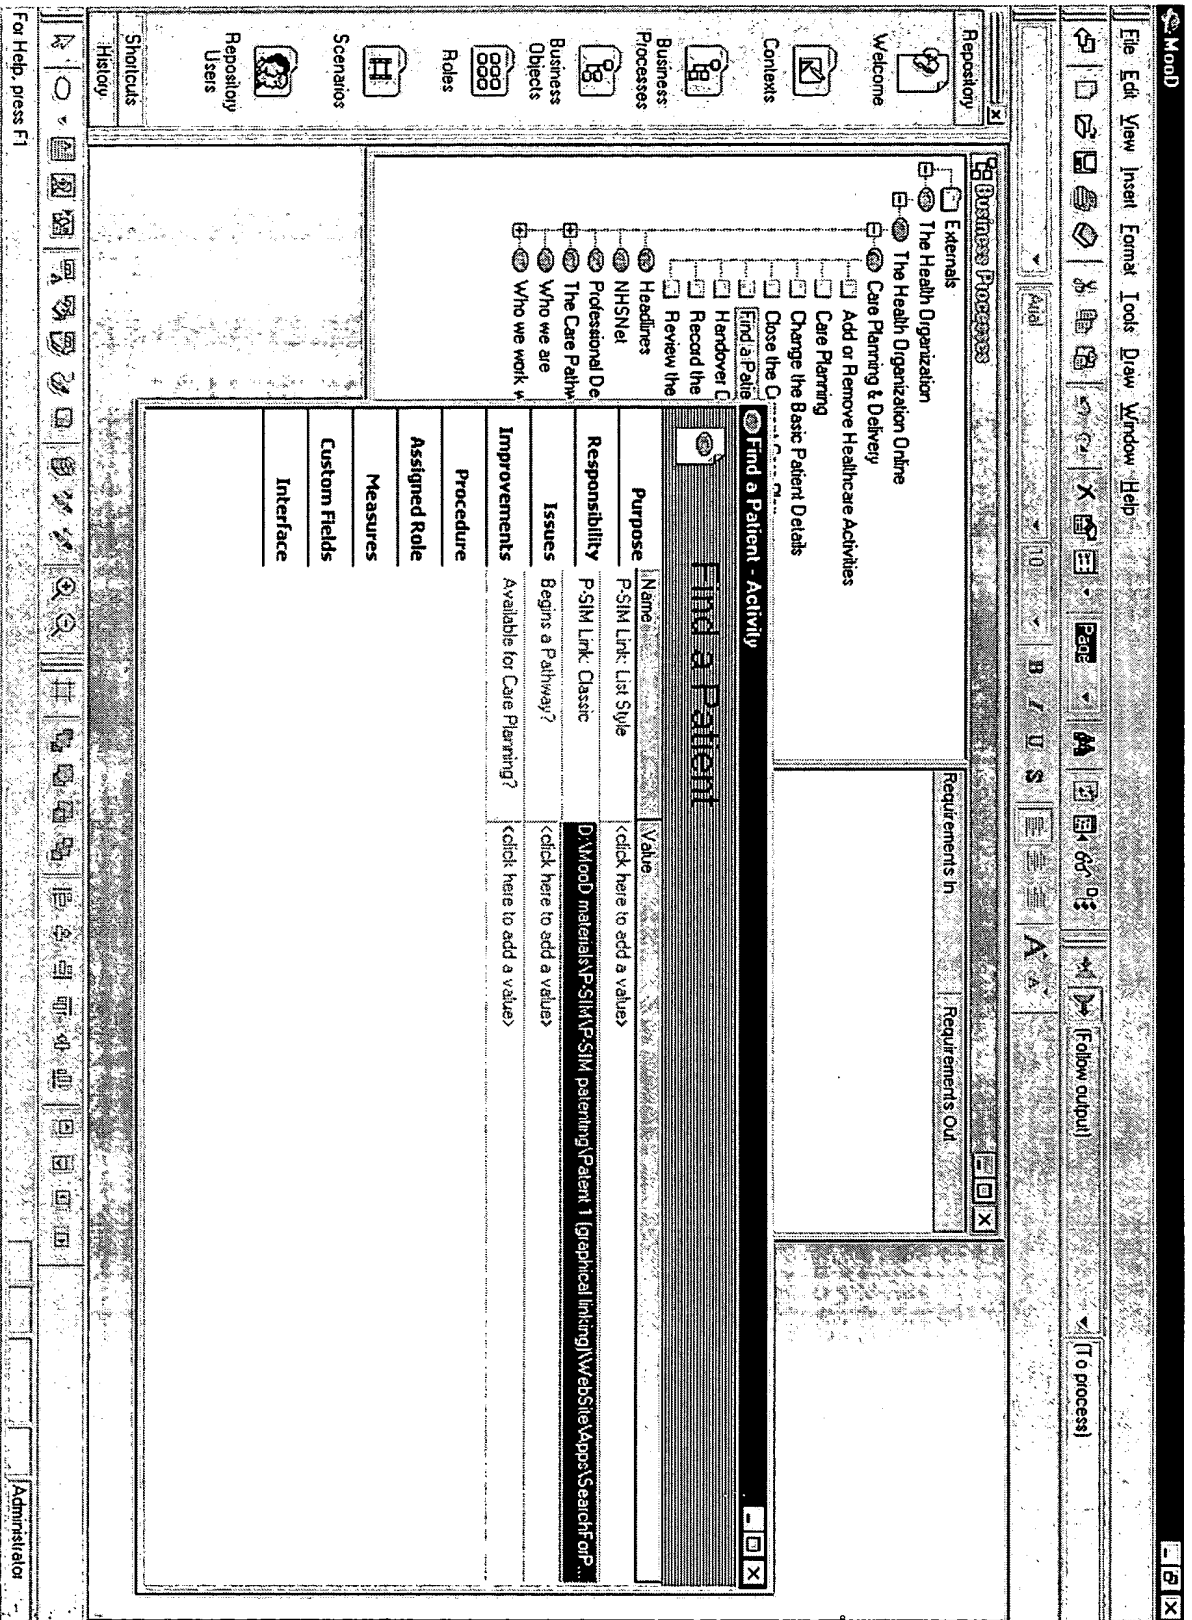 MooD
File Edit View Insert Format Tools Draw Window Help
Page
(Follow output)
(To process)
Arial
10
B I U S
A A
Repository
Welcome
Contexts
Business
Processes
Business
Objects
Roles
Scenarios
Repository
Users
Shortcuts
History
Business Processes
Requirements In
Requirements Out
Externals
The Health Organization
The Health Organization Online
Care Planning & Delivery
Add or Remove Healthcare Activities
Care Planning
Change the Basic Patient Details
Close the C
Find a Patie
Handover C
Record the
Review the
Headlines
NHSNet
Professional De
The Care Pathw
Who we are
Who we work w
Find a Patient - Activity
Find a Patient
Purpose
Responsibility
Issues
Improvements
Procedure
Assigned Role
Measures
Custom Fields
Interface
Name Value
P-SIM Link: List Style <click here to add a value>
P-SIM Link: Classic D:\MooD materials\P-SIM\P-SIM patenting\Patent 1 (graphical linking)\WebSite\Apps\SearchForP...
Begins a Pathway? <click here to add a value>
Available for Care Planning? <click here to add a value>
For Help, press F1
Administrator